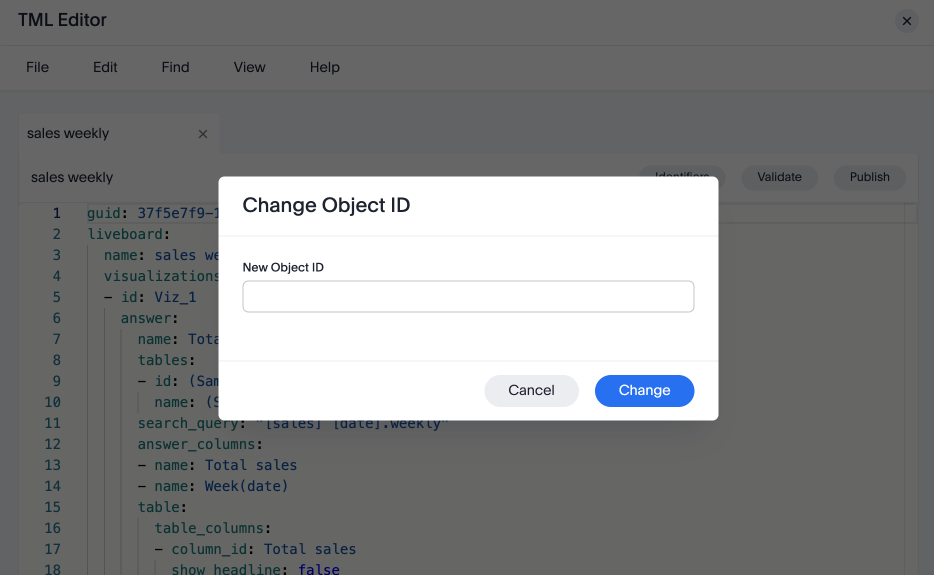 TML Editor
File Edit Find View Help
sales weekly
sales weekly Identifiers Validate Publish
Change Object ID
New Object ID
Cancel Change
1 guid: 37f5e7f9-1
2 liveboard:
3 name: sales we
4 visualizations
5 - id: Viz_1
6 answer:
7 name: Tota
8 tables:
9 - id: (Sam
10 name: (S
11 search_query: "[sales] [date].weekly"
12 answer_columns:
13 - name: Total sales
14 - name: Week(date)
15 table:
16 table_columns:
17 - column_id: Total sales
18 show_headline: false